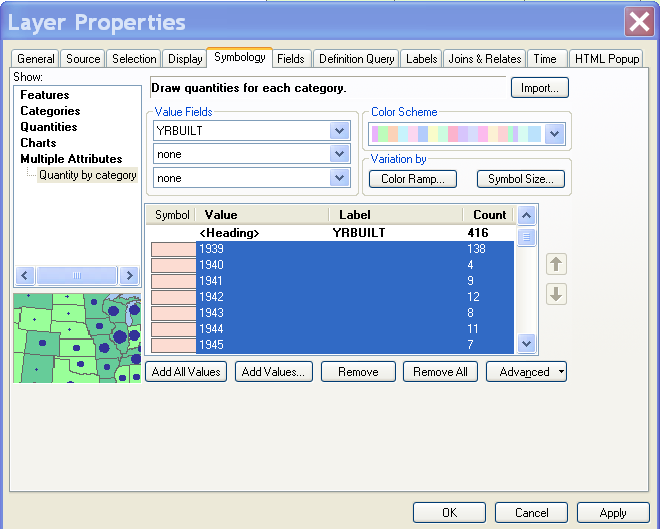 Layer Properties
General Source Selection Display Symbology Fields Definition Query Labels Joins & Relates Time HTML Popup
Show:
Features
Categories
Quantities
Charts
Multiple Attributes
Quantity by category
Draw quantities for each category.
Import...
Value Fields
YRBUILT
none
none
Color Scheme
Variation by
Color Ramp...
Symbol Size...
Symbol Value Label Count
<Heading> YRBUILT 416
1939 138
1940 4
1941 9
1942 12
1943 8
1944 11
1945 7
Add All Values Add Values... Remove Remove All Advanced
OK Cancel Apply